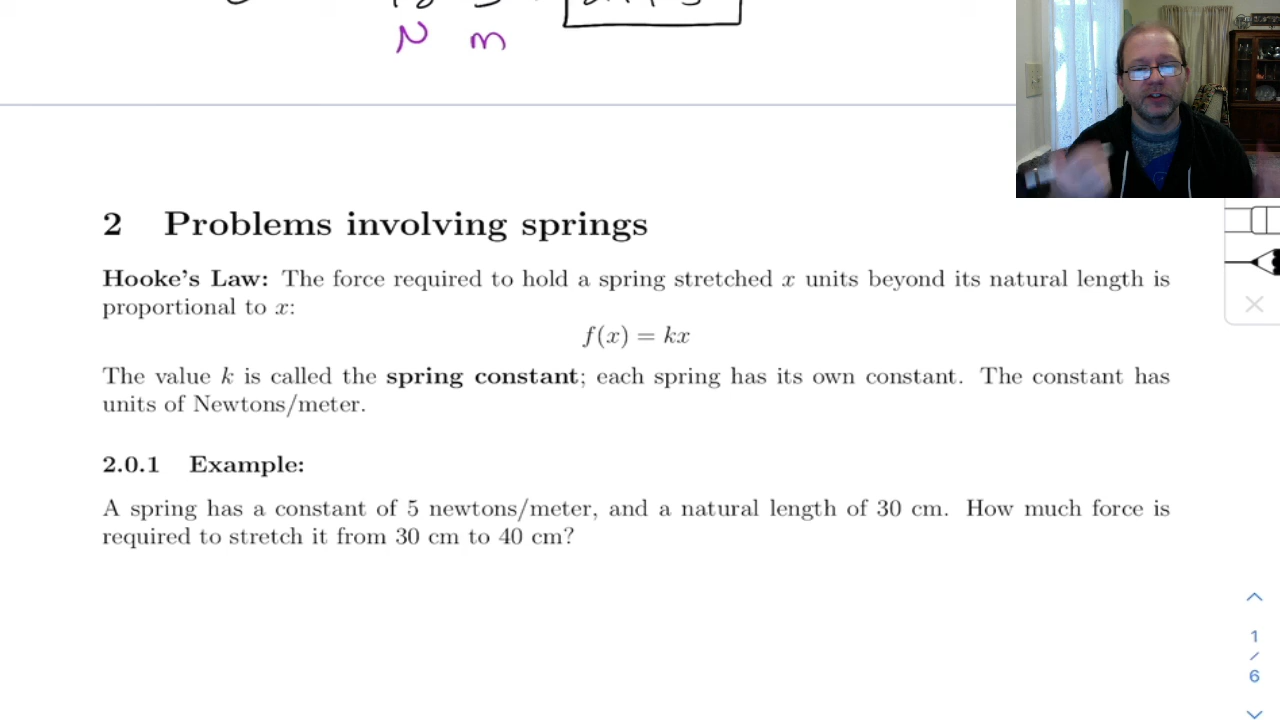 N m
2 Problems involving springs
Hooke's Law: The force required to hold a spring stretched x units beyond its natural length is
proportional to x:
f(x) = kx
The value k is called the spring constant; each spring has its own constant. The constant has
units of Newtons/meter.
2.0.1 Example:
A spring has a constant of 5 newtons/meter, and a natural length of 30 cm. How much force is
required to stretch it from 30 cm to 40 cm?
1
/
6